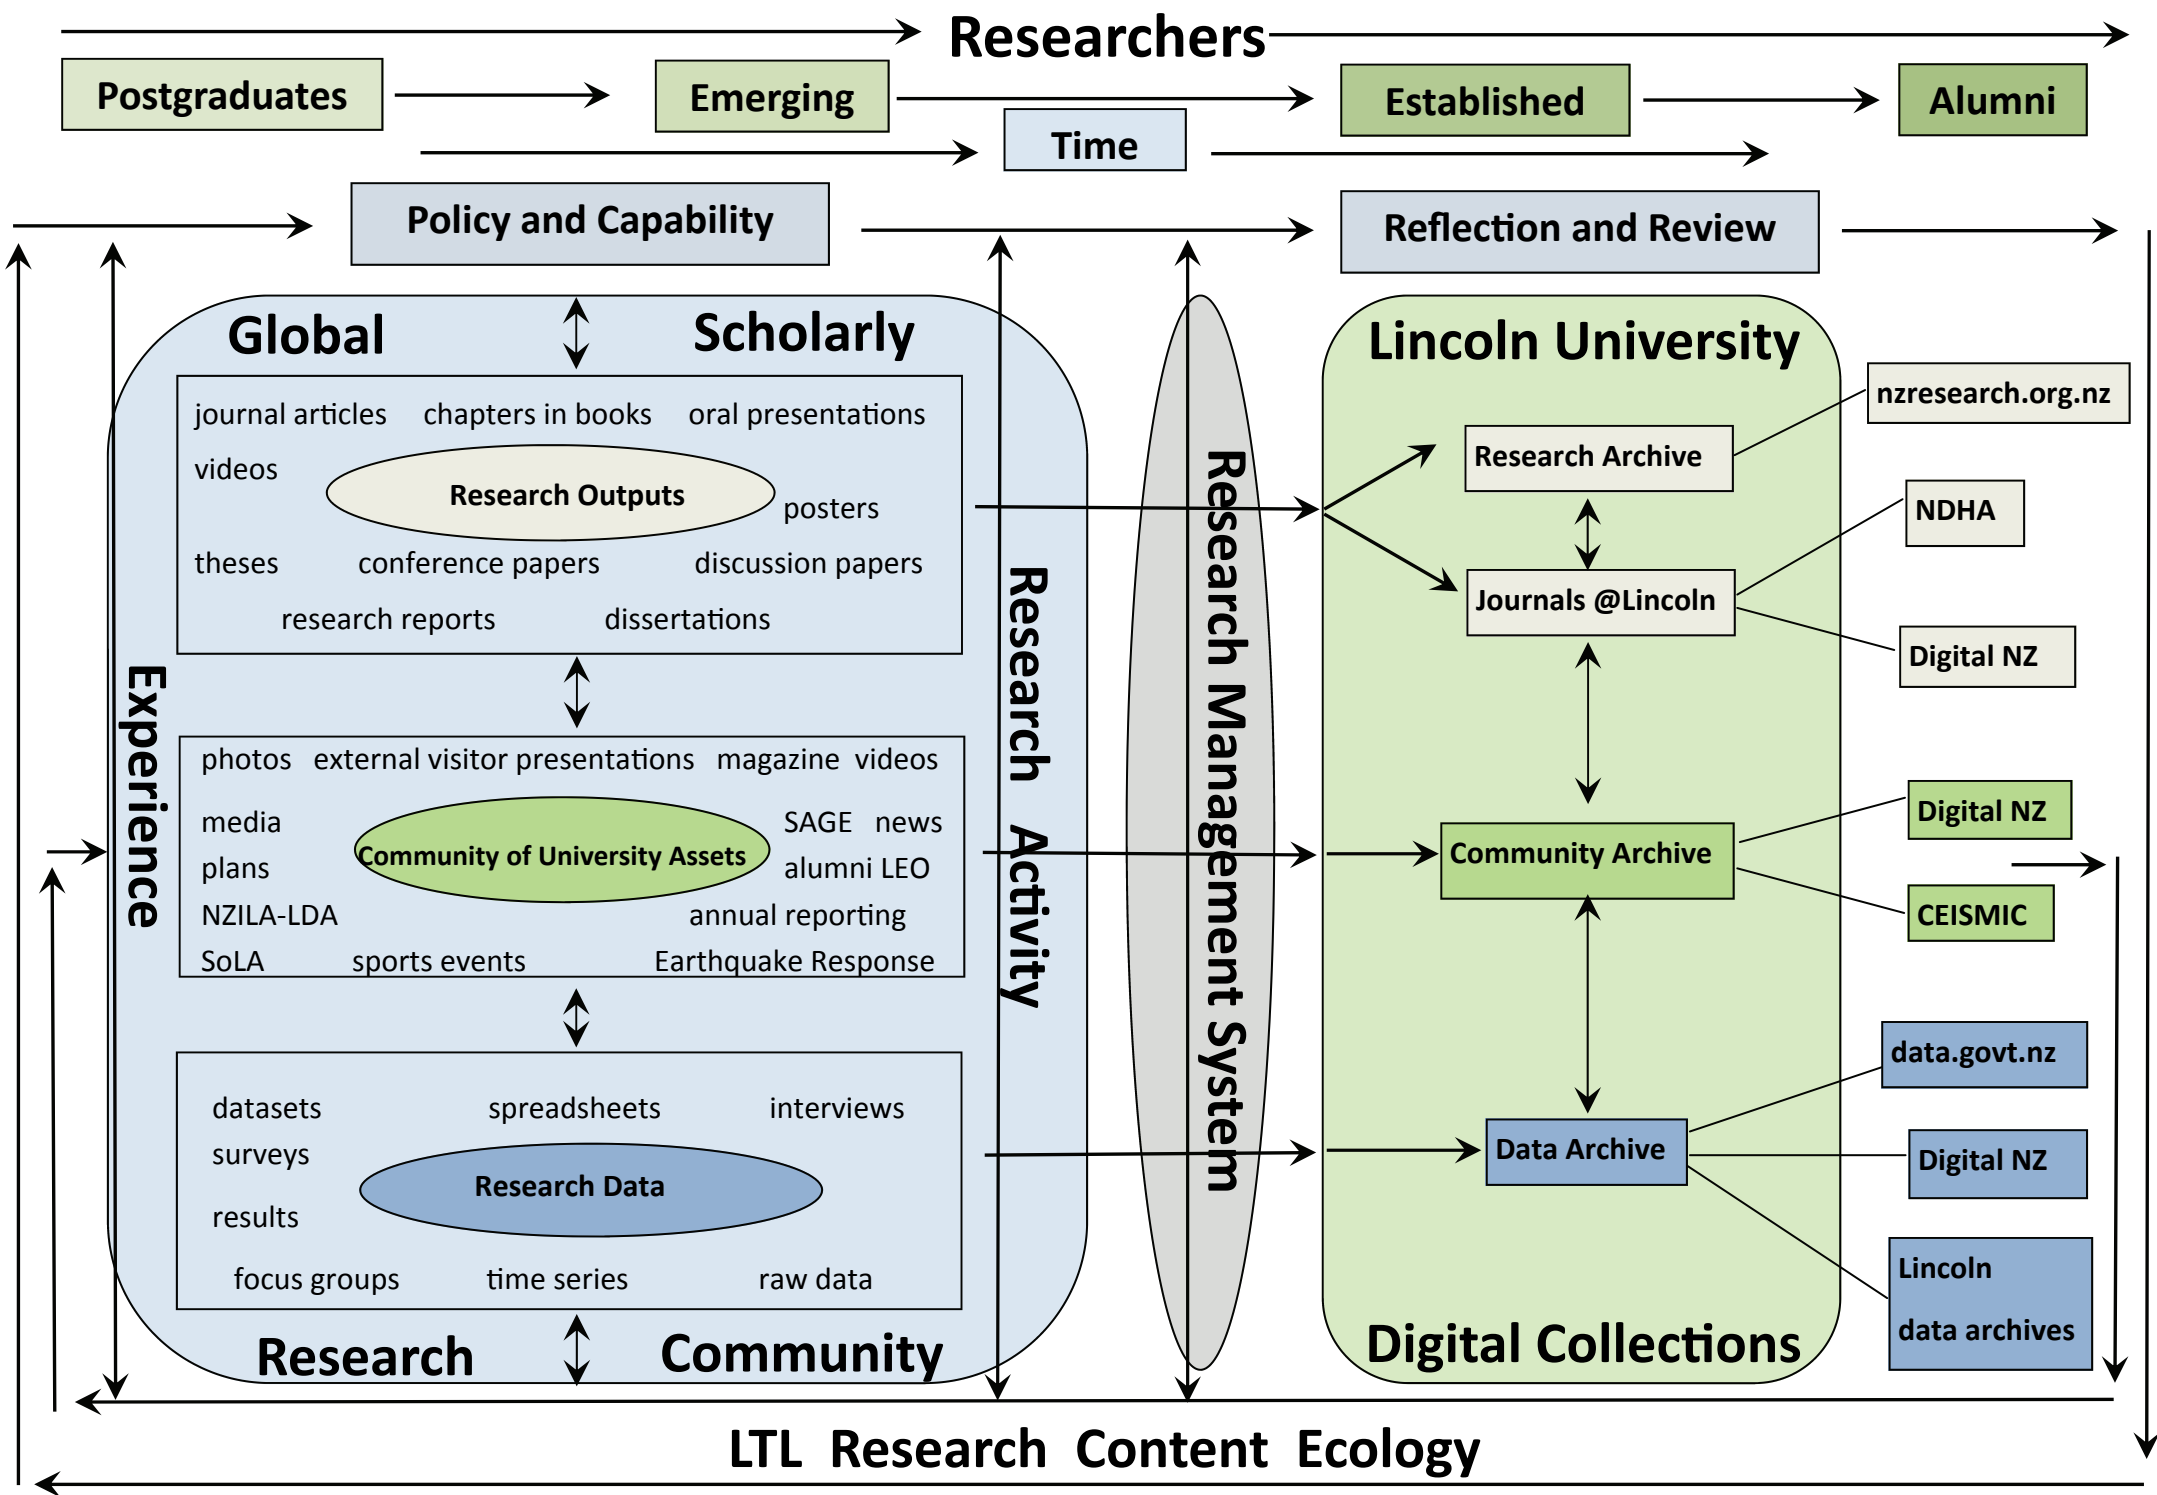 Researchers
Postgraduates
Emerging
Established
Alumni
Time
Policy and Capability
Reflection and Review
Global
Scholarly
journal articles chapters in books oral presentations
videos
Research Outputs
posters
theses conference papers discussion papers
research reports dissertations
Experience
photos external visitor presentations magazine videos
media
SAGE news
Community of University Assets
plans
alumni LEO
NZILA-LDA
annual reporting
SoLA sports events Earthquake Response
datasets spreadsheets interviews
surveys
Research Data
results
focus groups time series raw data
Research
Community
Research Activity
Research Management System
Lincoln University
Research Archive
Journals @Lincoln
Community Archive
Data Archive
Digital Collections
nzresearch.org.nz
NDHA
Digital NZ
Digital NZ
CEISMIC
data.govt.nz
Digital NZ
Lincoln
data archives
LTL Research Content Ecology